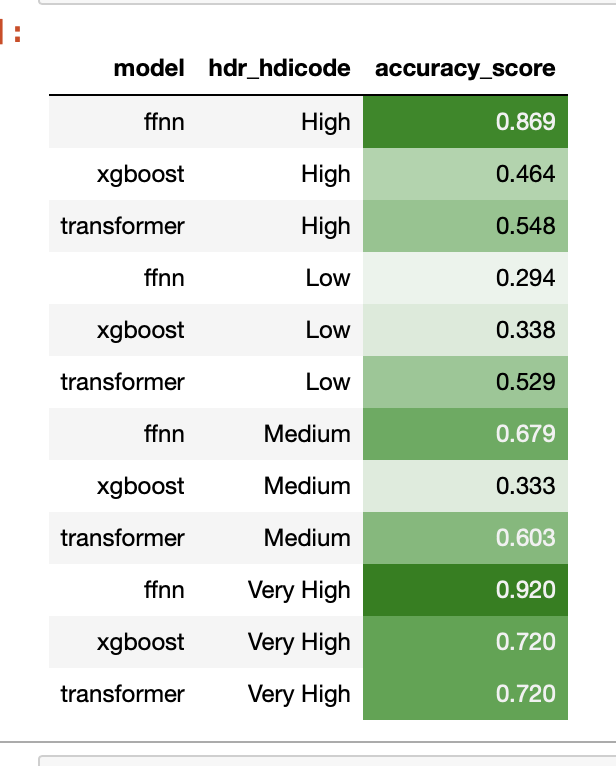 ]:
model hdr_hdicode accuracy_score
ffnn High 0.869
xgboost High 0.464
transformer High 0.548
ffnn Low 0.294
xgboost Low 0.338
transformer Low 0.529
ffnn Medium 0.679
xgboost Medium 0.333
transformer Medium 0.603
ffnn Very High 0.920
xgboost Very High 0.720
transformer Very High 0.720